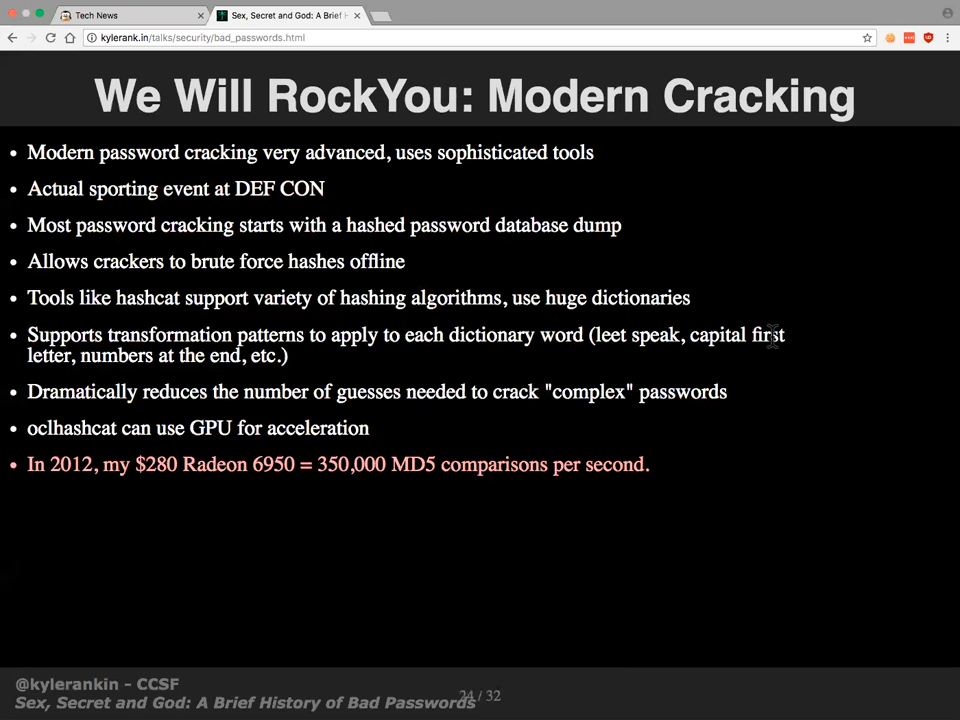 Tech News
Sex, Secret and God: A Brief H
kylerank.in/talks/security/bad_passwords.html
We Will RockYou: Modern Cracking
• Modern password cracking very advanced, uses sophisticated tools
• Actual sporting event at DEF CON
• Most password cracking starts with a hashed password database dump
• Allows crackers to brute force hashes offline
• Tools like hashcat support variety of hashing algorithms, use huge dictionaries
• Supports transformation patterns to apply to each dictionary word (leet speak, capital first
letter, numbers at the end, etc.)
• Dramatically reduces the number of guesses needed to crack "complex" passwords
• oclhashcat can use GPU for acceleration
• In 2012, my $280 Radeon 6950 = 350,000 MD5 comparisons per second.
@kylerankin - CCSF
Sex, Secret and God: A Brief History of Bad Passwords
24 / 32